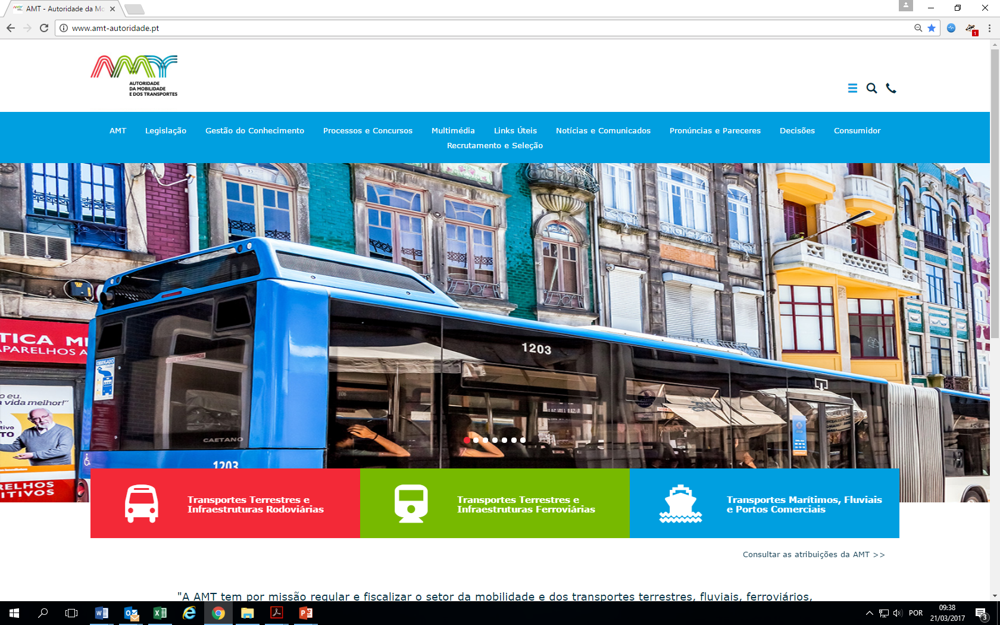 AMT - Autoridade da Mo
www.amt-autoridade.pt
1
AUTORIDADE
DA MOBILIDADE
E DOS TRANSPORTES
AMT Legislação Gestão do Conhecimento Processos e Concursos Multimédia Links Úteis Notícias e Comunicados Pronúncias e Pareceres Decisões Consumidor
Recrutamento e Seleção
TICA M
APARELHOS A
OBRIGADO
o eu.
a vida melhor!"
TO
RELHOS
ITIVOS
1203
CAETANO
1203
Transportes Terrestres e
Infraestruturas Rodoviárias
Transportes Terrestres e
Infraestruturas Ferroviárias
Transportes Marítimos, Fluviais
e Portos Comerciais
Consultar as atribuições da AMT >>
"A AMT tem por missão regular e fiscalizar o setor da mobilidade e dos transportes terrestres, fluviais, ferroviários,
POR
09:38
21/03/2017
3